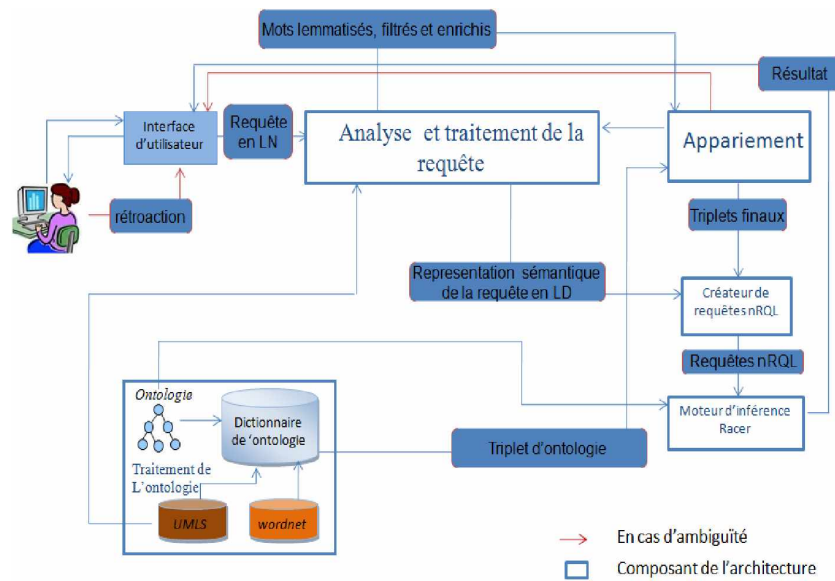 Mots lemmatisés, filtrés et enrichis
Résultat
Interface
d'utilisateur
Requête
en LN
Analyse et traitement de la
requête
Appariement
rétroaction
Triplets finaux
Representation sémantique
de la requête en LD
Créateur de
requêtes nRQL
Requêtes nRQL
Moteur d'inférence
Racer
Ontologie
Dictionnaire
de 'ontologie
Traitement de
L'ontologie
Triplet d'ontologie
UMLS
wordnet
En cas d'ambiguïté
Composant de l'architecture